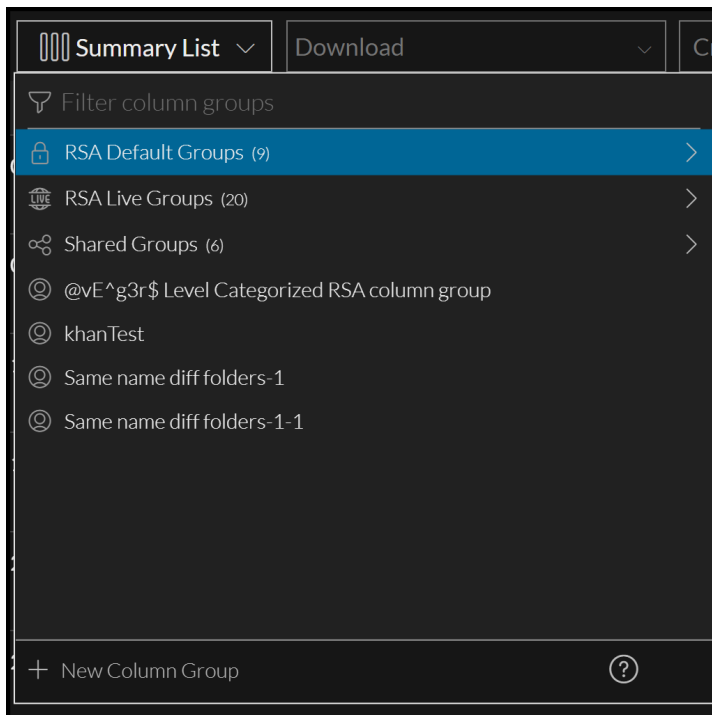 Summary List
Download
Filter column groups
RSA Default Groups (9)
LIVE RSA Live Groups (20)
Shared Groups (6)
@vE^g3r$ Level Categorized RSA column group
khanTest
Same name diff folders-1
Same name diff folders-1-1
+ New Column Group ?